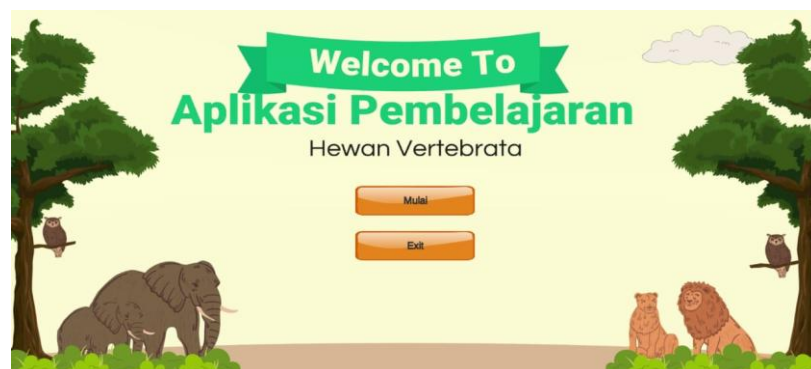 Welcome To
Aplikasi Pembelajaran
Hewan Vertebrata
Mulai
Exit